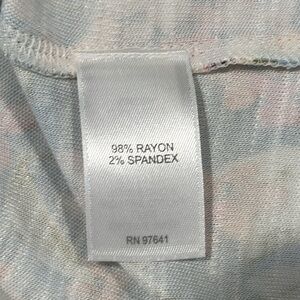 98% RAYON
2% SPANDEX
RN 97641